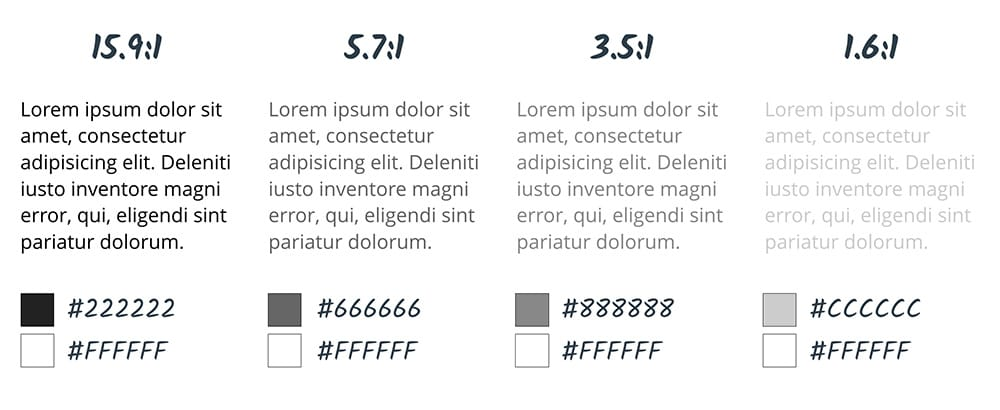 15.9:1
Lorem ipsum dolor sit
amet, consectetur
adipisicing elit. Deleniti
iusto inventore magni
error, qui, eligendi sint
pariatur dolorum.
#222222
#FFFFFF
5.7:1
Lorem ipsum dolor sit
amet, consectetur
adipisicing elit. Deleniti
iusto inventore magni
error, qui, eligendi sint
pariatur dolorum.
#666666
#FFFFFF
3.5:1
Lorem ipsum dolor sit
amet, consectetur
adipisicing elit. Deleniti
iusto inventore magni
error, qui, eligendi sint
pariatur dolorum.
#888888
#FFFFFF
1.6:1
Lorem ipsum dolor sit
amet, consectetur
adipisicing elit. Deleniti
iusto inventore magni
error, qui, eligendi sint
pariatur dolorum.
#CCCCCC
#FFFFFF